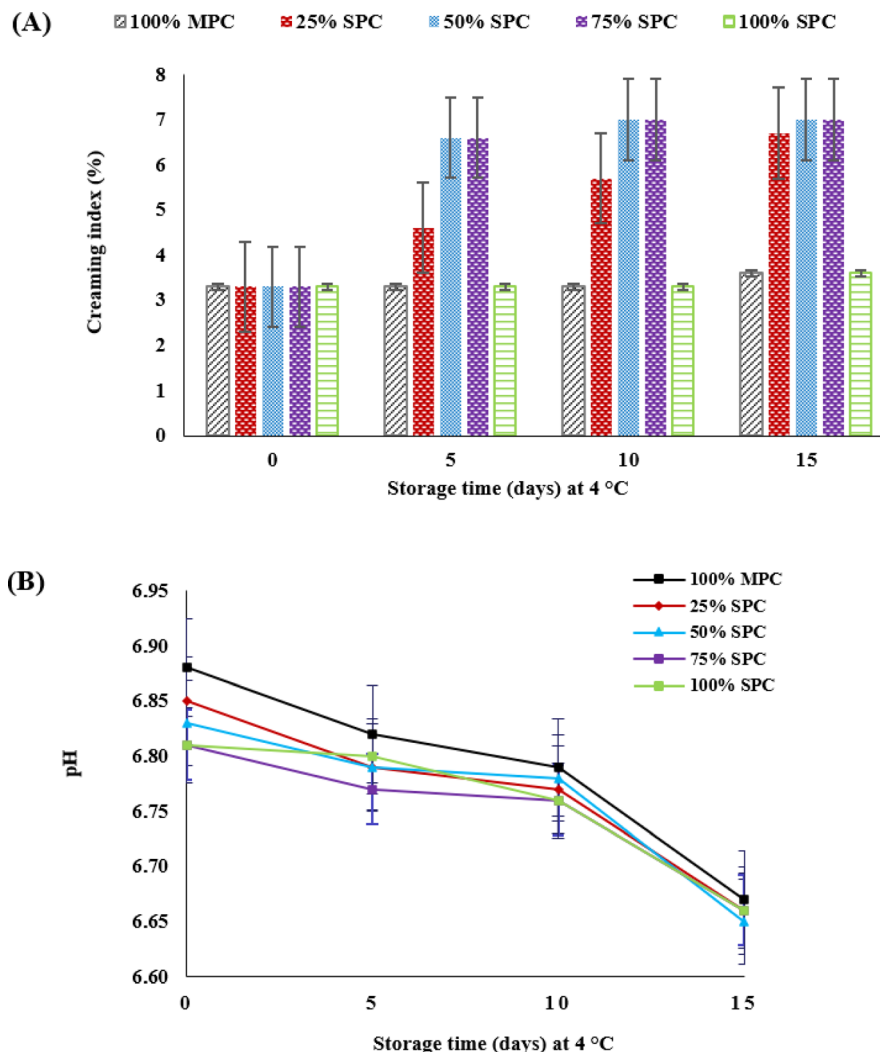 (A)
100% MPC 25% SPC 50% SPC 75% SPC 100% SPC
8
7
6
5
4
3
2
1
0
Creaming index (%)
0 5 10 15
Storage time (days) at 4 °C
(B)
6.95
6.90
6.85
6.80
6.75
6.70
6.65
6.60
pH
100% MPC
25% SPC
50% SPC
75% SPC
100% SPC
0 5 10 15
Storage time (days) at 4 °C